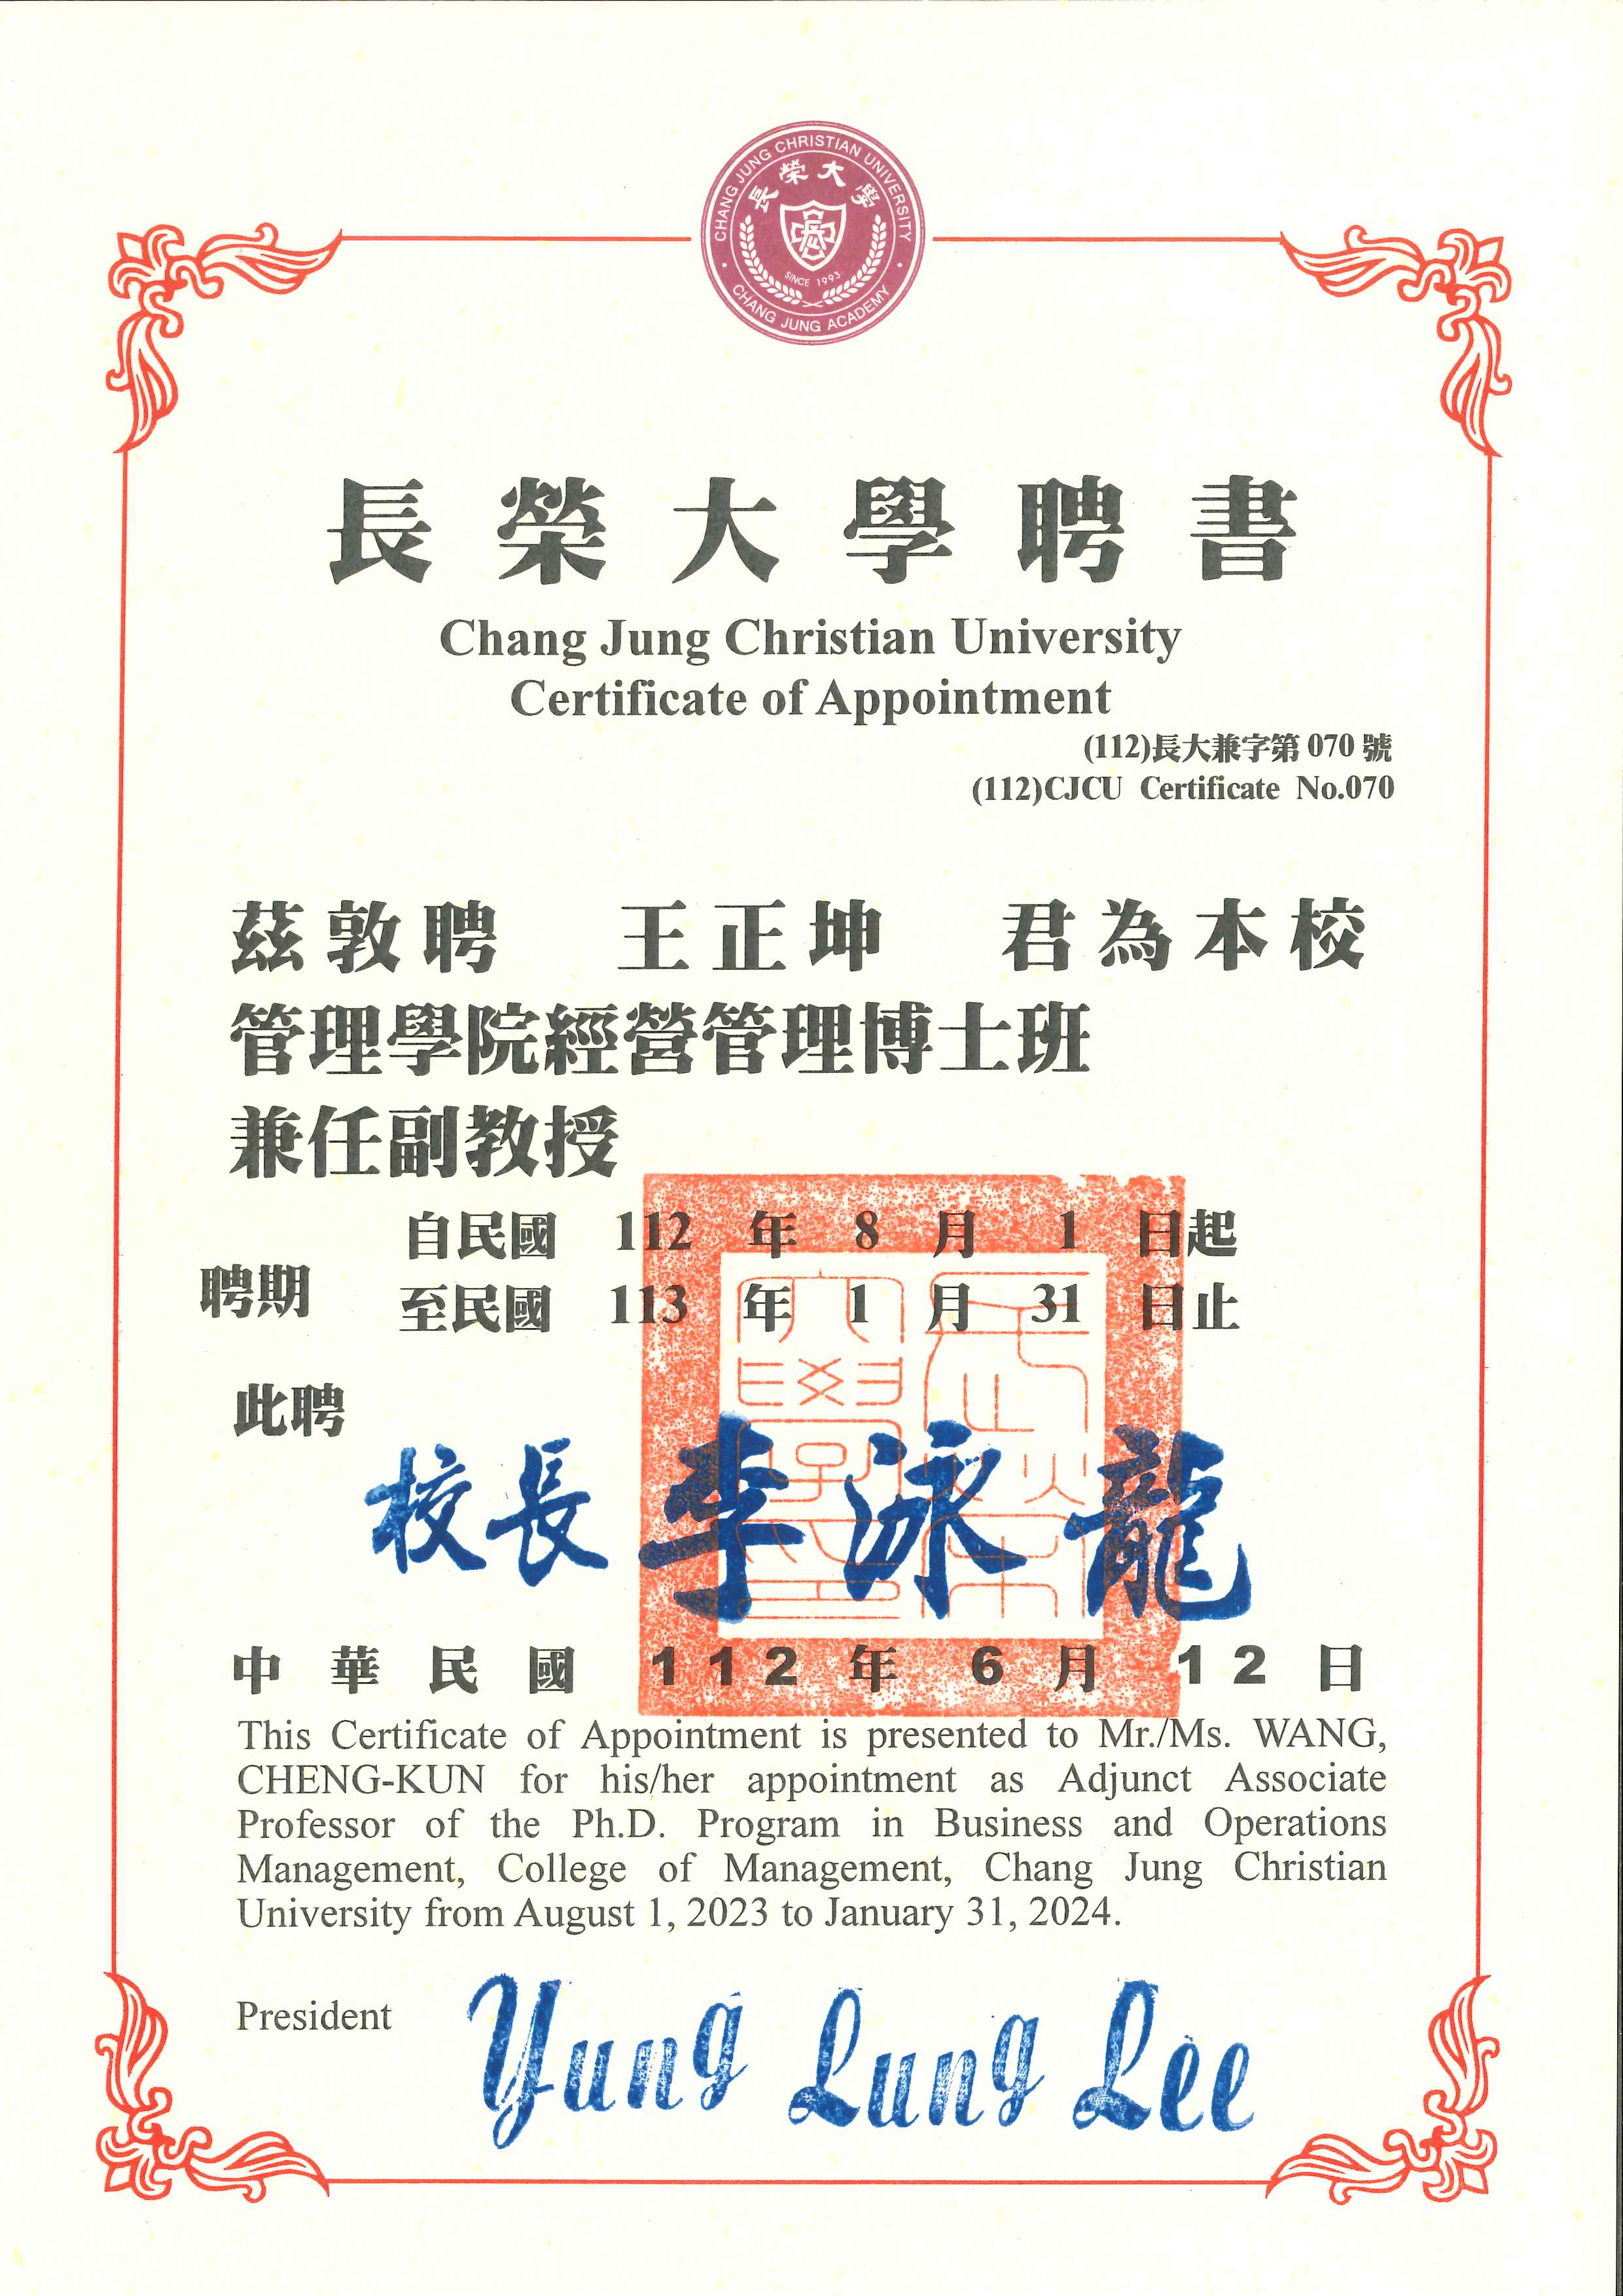 CHANG JUNG CHRISTIAN UNIVERSITY
長榮大學
SINCE 1993
CHANG JUNG ACADEMY
長榮大學聘書
Chang Jung Christian University
Certificate of Appointment
(112)長大兼字第 070 號
(112)CJCU Certificate No.070
茲敦聘 王正坤 君為本校
管理學院經營管理博士班
兼任副教授
聘期
自民國 112 年 8 月 1 日起
至民國 113 年 1 月 31 日止
此聘
校長 李泳龍
長榮大學之印
中華民國 112 年 6 月 12 日
This Certificate of Appointment is presented to Mr./Ms. WANG,
CHENG-KUN for his/her appointment as Adjunct Associate
Professor of the Ph.D. Program in Business and Operations
Management, College of Management, Chang Jung Christian
University from August 1, 2023 to January 31, 2024.
President Yung Lung Lee